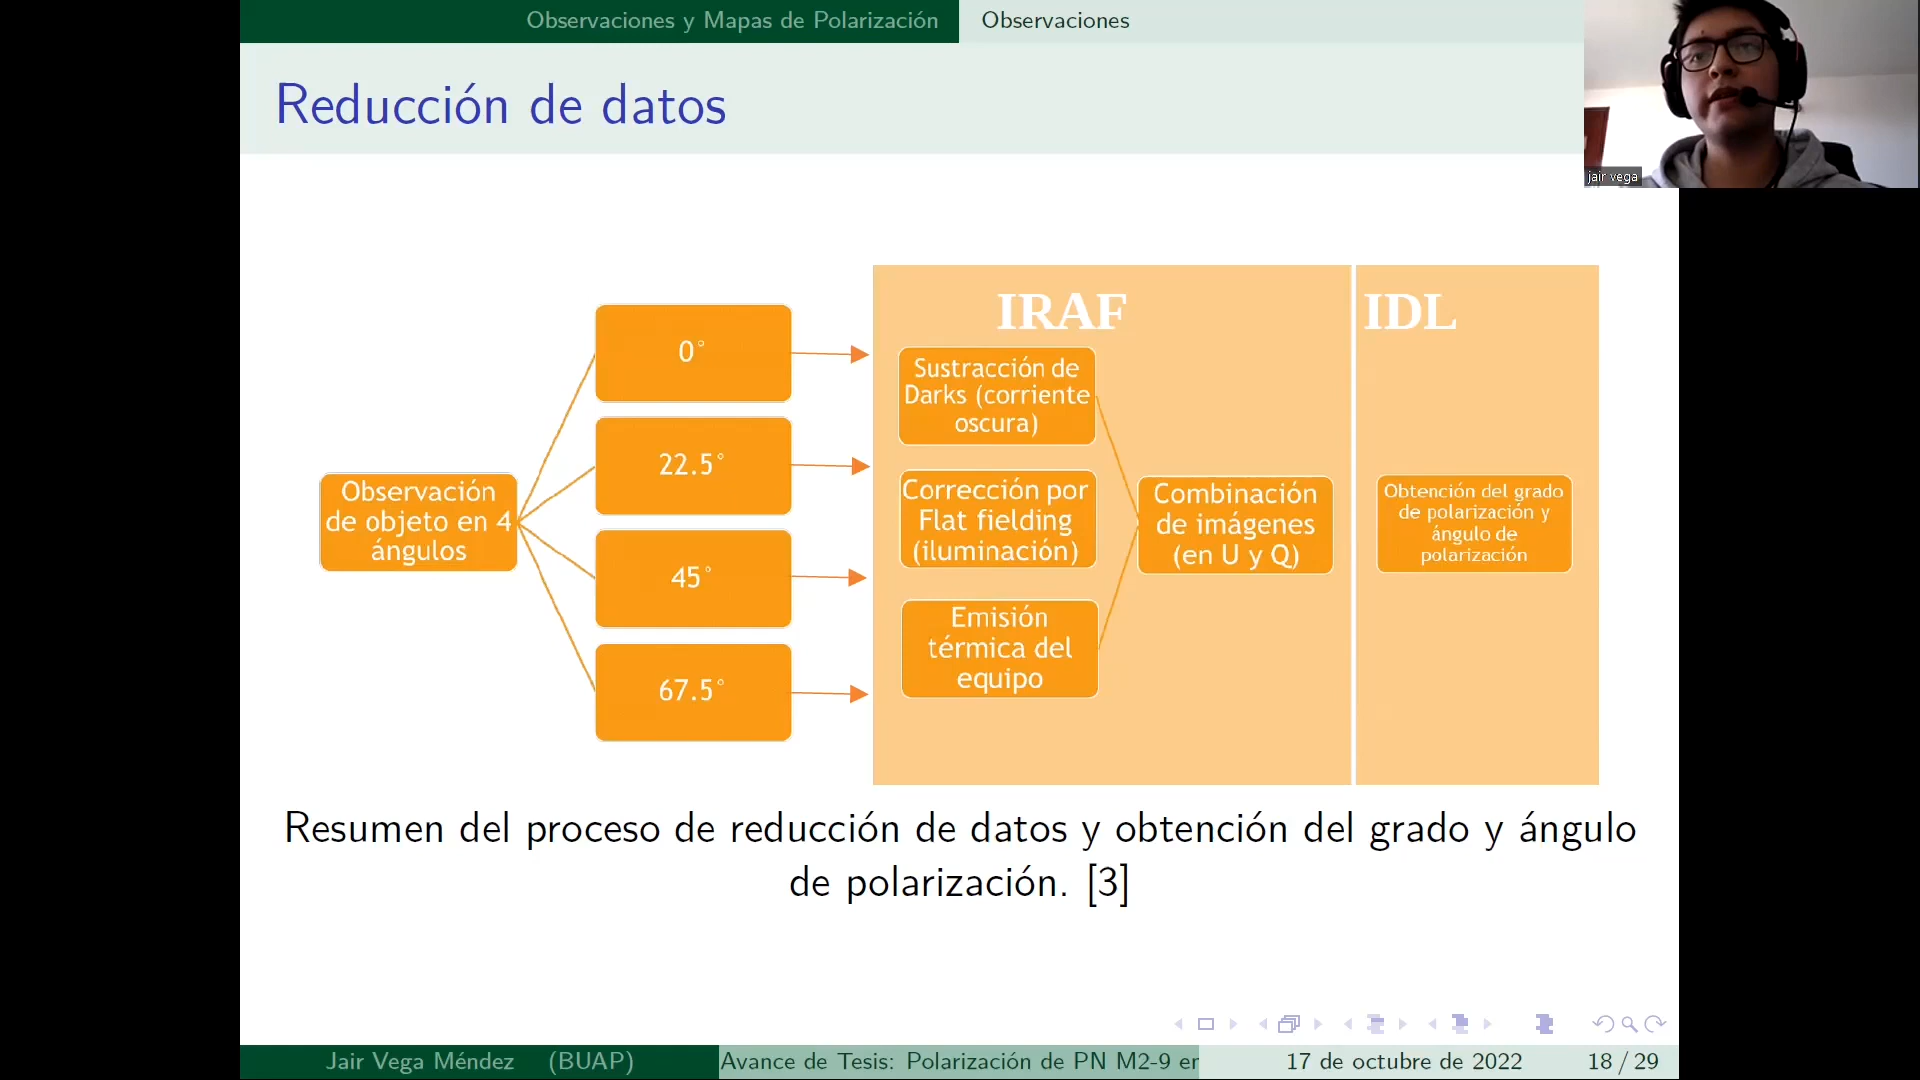 Observaciones y Mapas de Polarización
Observaciones
Reducción de datos
jair vega
Observación
de objeto en 4
ángulos
0°
22.5°
45°
67.5°
IRAF
Sustracción de
Darks (corriente
oscura)
Corrección por
Flat fielding
(iluminación)
Emisión
térmica del
equipo
Combinación
de imágenes
(en U y Q)
IDL
Obtención del grado
de polarización y
ángulo de
polarización
Resumen del proceso de reducción de datos y obtención del grado y ángulo
de polarización. [3]
Jair Vega Méndez (BUAP)
Avance de Tesis: Polarización de PN M2-9 er
17 de octubre de 2022
18 / 29